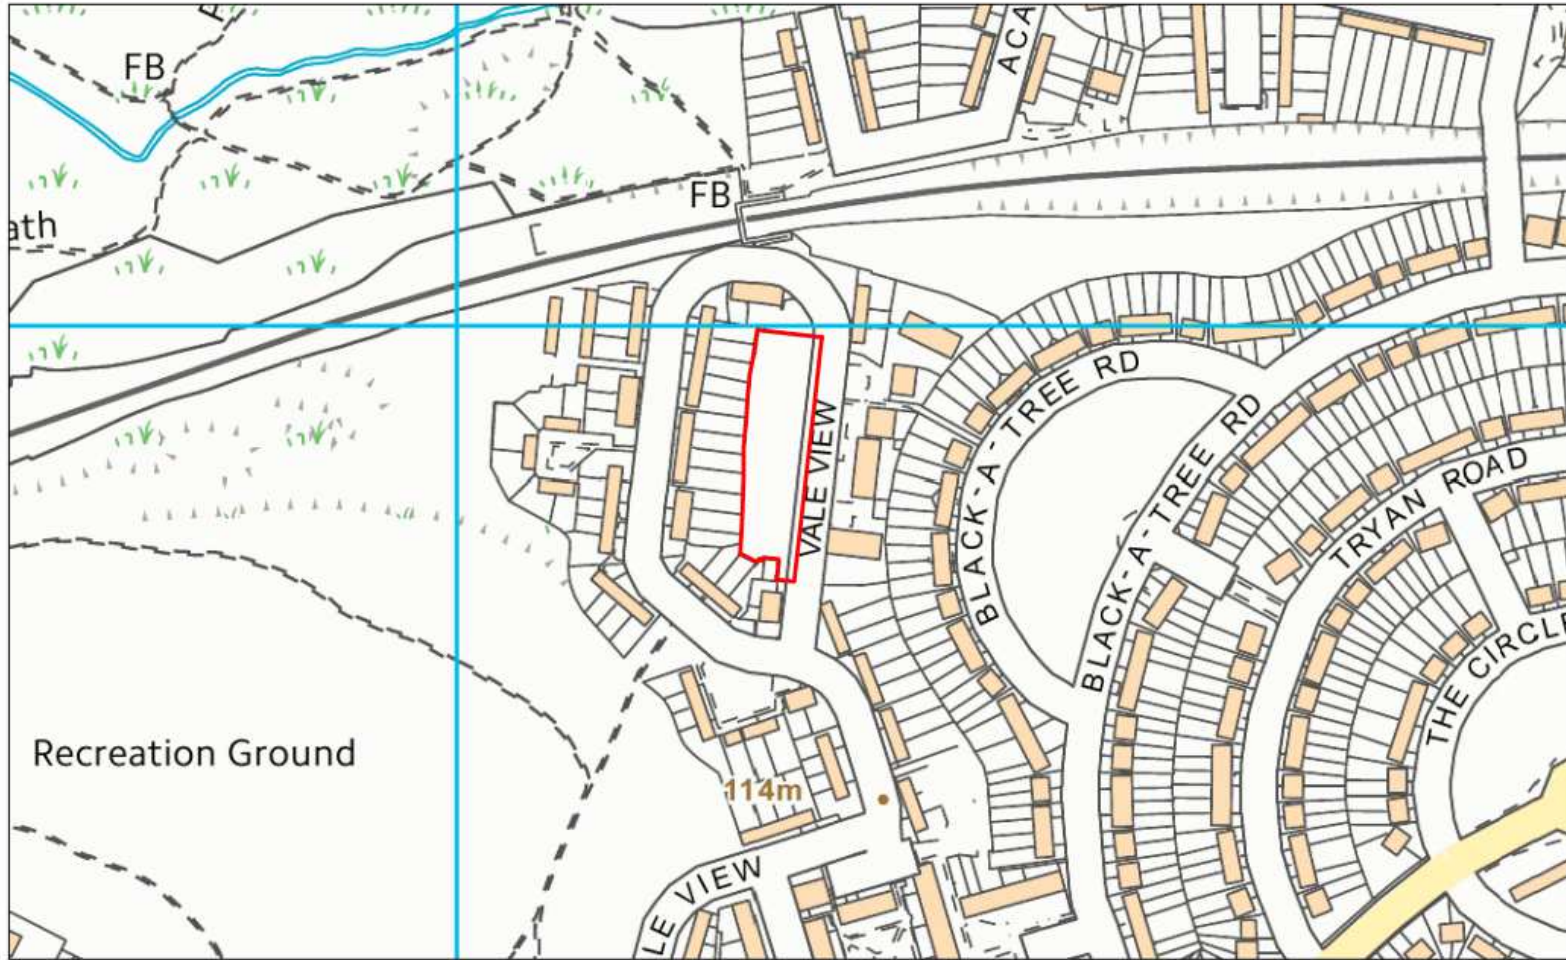 FB
ACA
FB
ath
BLACK-A-TREE RD
BLACK-A-TREE RD
VALE VIEW
TRYAN ROAD
THE CIRCLE
Recreation Ground
114m
LE VIEW